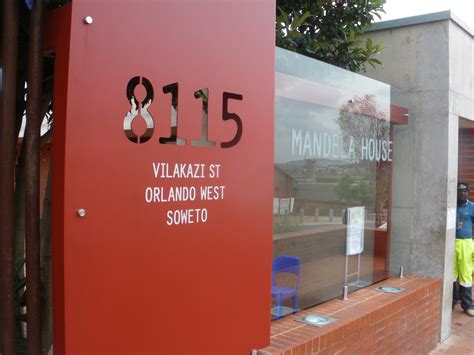 8115
VILAKAZI ST
ORLANDO WEST
SOWETO
MANDELA HOUSE